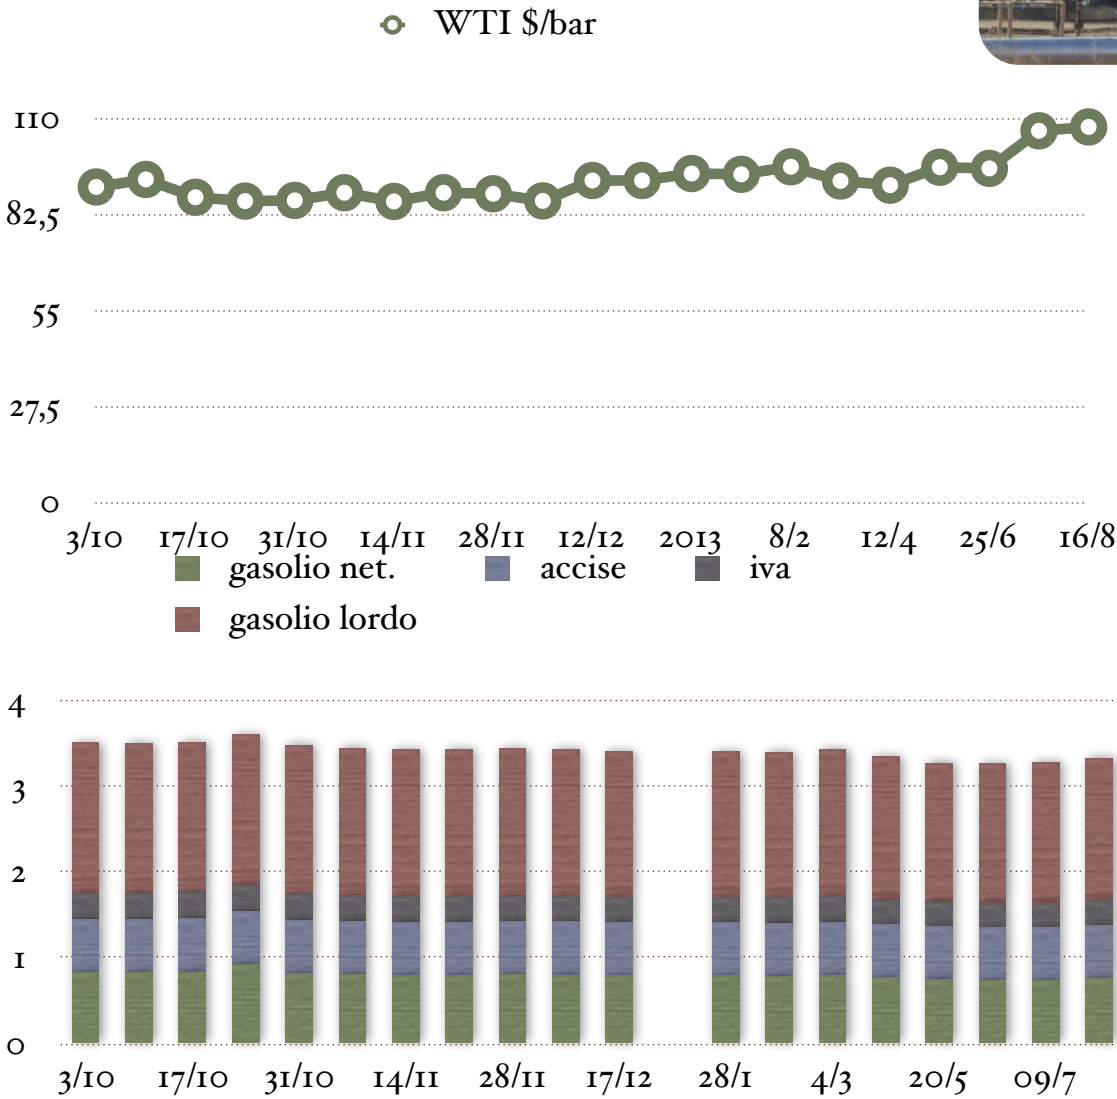 WTI $/bar
110
82,5
55
27,5
0
3/10 17/10 31/10 14/11 28/11 12/12 2013 8/2 12/4 25/6 16/8
gasolio net. accise iva
gasolio lordo
4
3
2
1
0
3/10 17/10 31/10 14/11 28/11 17/12 28/1 4/3 20/5 09/7